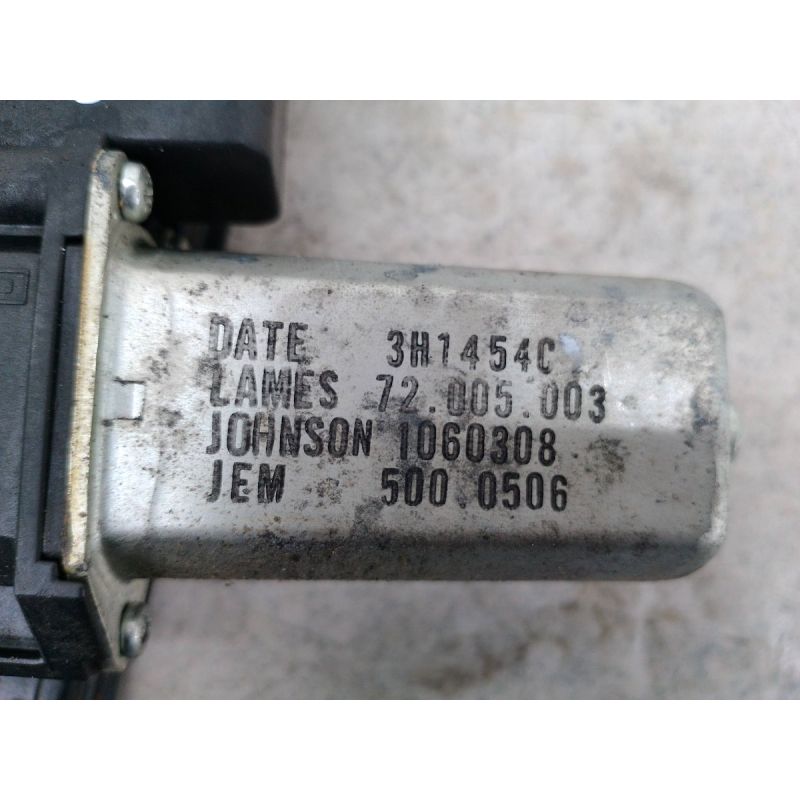 DATE 3H1454C
LAMES 72.005.003
JOHNSON 1060308
JEM 500 0506